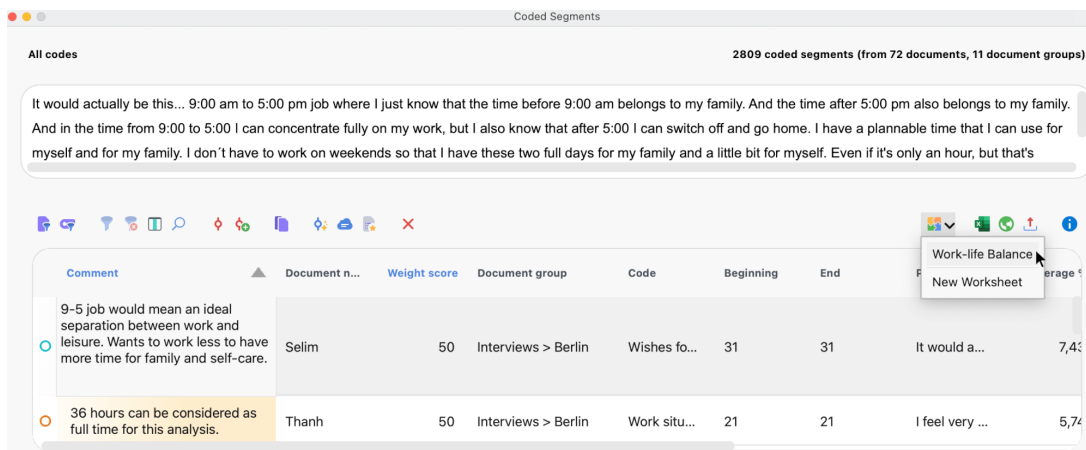 Coded Segments
All codes
2809 coded segments (from 72 documents, 11 document groups)
It would actually be this... 9:00 am to 5:00 pm job where I just know that the time before 9:00 am belongs to my family. And the time after 5:00 pm also belongs to my family.
And in the time from 9:00 to 5:00 I can concentrate fully on my work, but I also know that after 5:00 I can switch off and go home. I have a plannable time that I can use for
myself and for my family. I don´t have to work on weekends so that I have these two full days for my family and a little bit for myself. Even if it's only an hour, but that's
Work-life Balance
New Worksheet
Comment Document n... Weight score Document group Code Beginning End
9-5 job would mean an ideal
separation between work and
leisure. Wants to work less to have
more time for family and self-care.
Selim 50 Interviews > Berlin Wishes fo... 31 31 It would a... 7,43
36 hours can be considered as
full time for this analysis.
Thanh 50 Interviews > Berlin Work situ... 21 21 I feel very ... 5,74